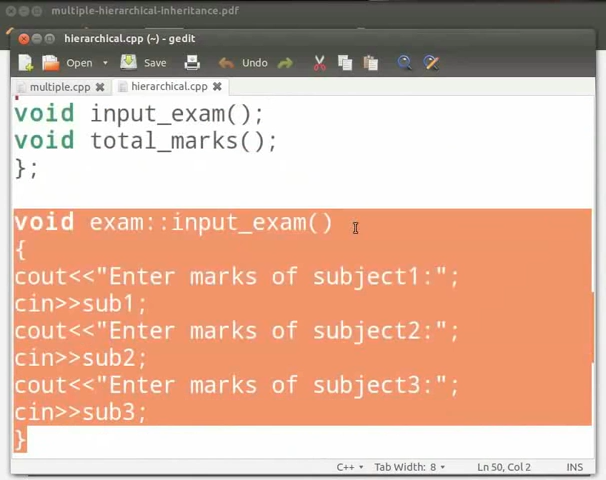 multiple-hierarchical-inheritance.pdf
hierarchical.cpp (~) - gedit
Open Save Undo
multiple.cpp hierarchical.cpp
void input_exam();
void total_marks();
};
void exam::input_exam()
{
cout<<"Enter marks of subject1:";
cin>>sub1;
cout<<"Enter marks of subject2:";
cin>>sub2;
cout<<"Enter marks of subject3:";
cin>>sub3;
}
C++ Tab Width: 8 Ln 50, Col 2 INS